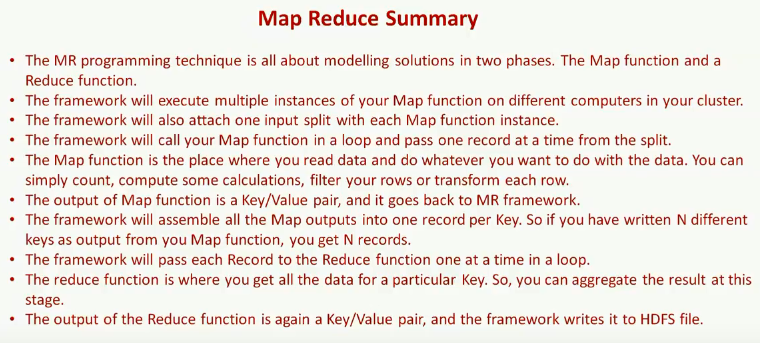 Map Reduce Summary
• The MR programming technique is all about modelling solutions in two phases. The Map function and a
Reduce function.
• The framework will execute multiple instances of your Map function on different computers in your cluster.
• The framework will also attach one input split with each Map function instance.
• The framework will call your Map function in a loop and pass one record at a time from the split.
• The Map function is the place where you read data and do whatever you want to do with the data. You can
simply count, compute some calculations, filter your rows or transform each row.
• The output of Map function is a Key/Value pair, and it goes back to MR framework.
• The framework will assemble all the Map outputs into one record per Key. So if you have written N different
keys as output from you Map function, you get N records.
• The framework will pass each Record to the Reduce function one at a time in a loop.
• The reduce function is where you get all the data for a particular Key. So, you can aggregate the result at this
stage.
• The output of the Reduce function is again a Key/Value pair, and the framework writes it to HDFS file.